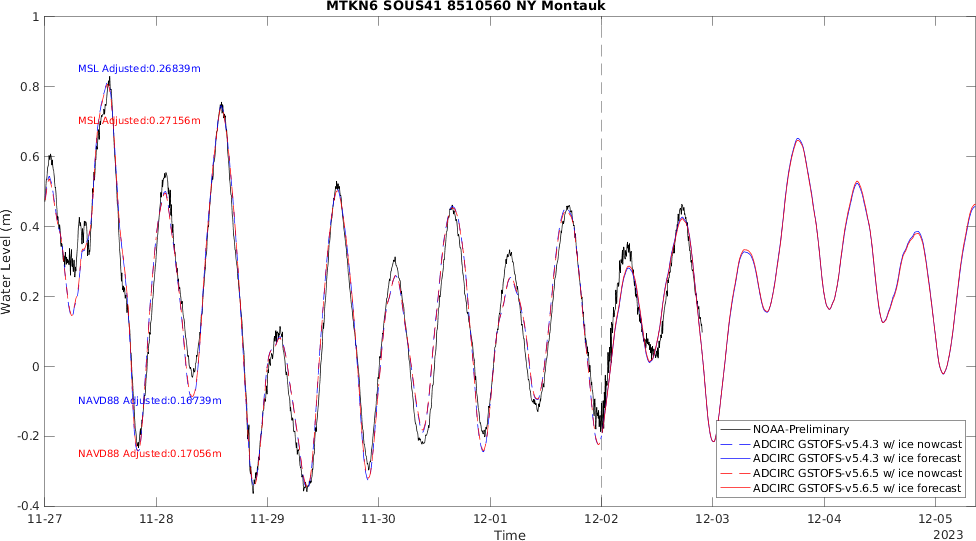 MTKN6 SOUS41 8510560 NY Montauk
1
0.8
0.6
0.4
0.2
0
-0.2
-0.4
Water Level (m)
MSL Adjusted:0.26839m
MSL Adjusted:0.27156m
NAVD88 Adjusted:0.16739m
NAVD88 Adjusted:0.17056m
NOAA-Preliminary
ADCIRC GSTOFS-v5.4.3 w/ ice nowcast
ADCIRC GSTOFS-v5.4.3 w/ ice forecast
ADCIRC GSTOFS-v5.6.5 w/ ice nowcast
ADCIRC GSTOFS-v5.6.5 w/ ice forecast
11-27 11-28 11-29 11-30 12-01 12-02 12-03 12-04 12-05
Time
2023